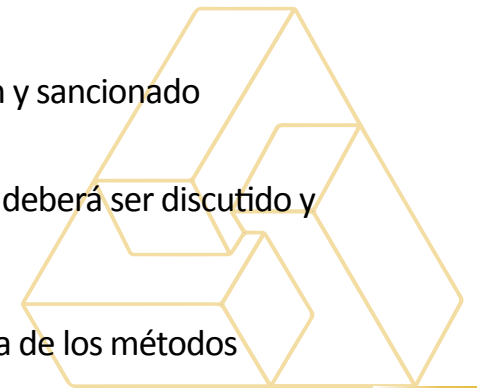 n y sancionado
deberá ser discutido y
a de los métodos